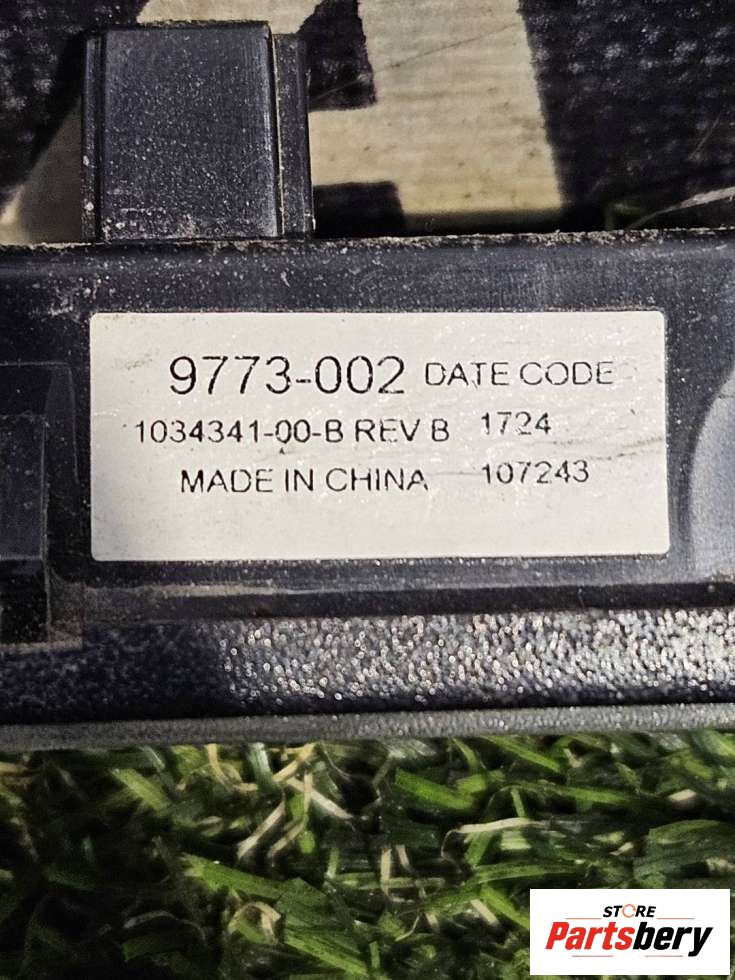 9773-002 DATE CODE
1034341-00-B REV B 1724
MADE IN CHINA 107243
STORE
Partsbery